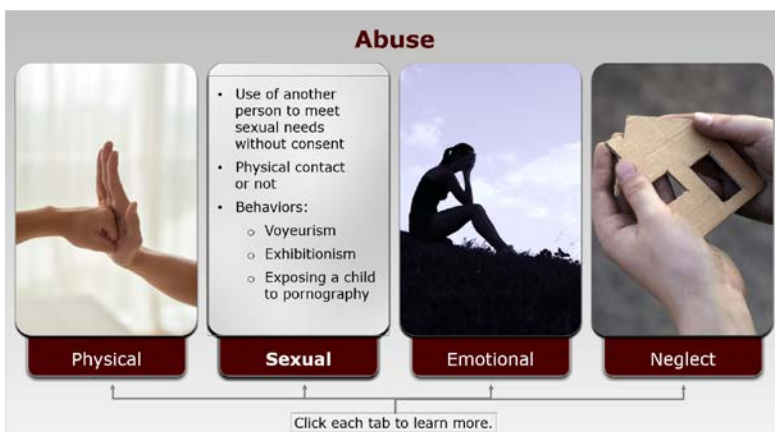 Abuse
• Use of another
person to meet
sexual needs
without consent
• Physical contact
or not
• Behaviors:
o Voyeurism
o Exhibitionism
o Exposing a child
to pornography
Physical
Sexual
Emotional
Neglect
Click each tab to learn more.